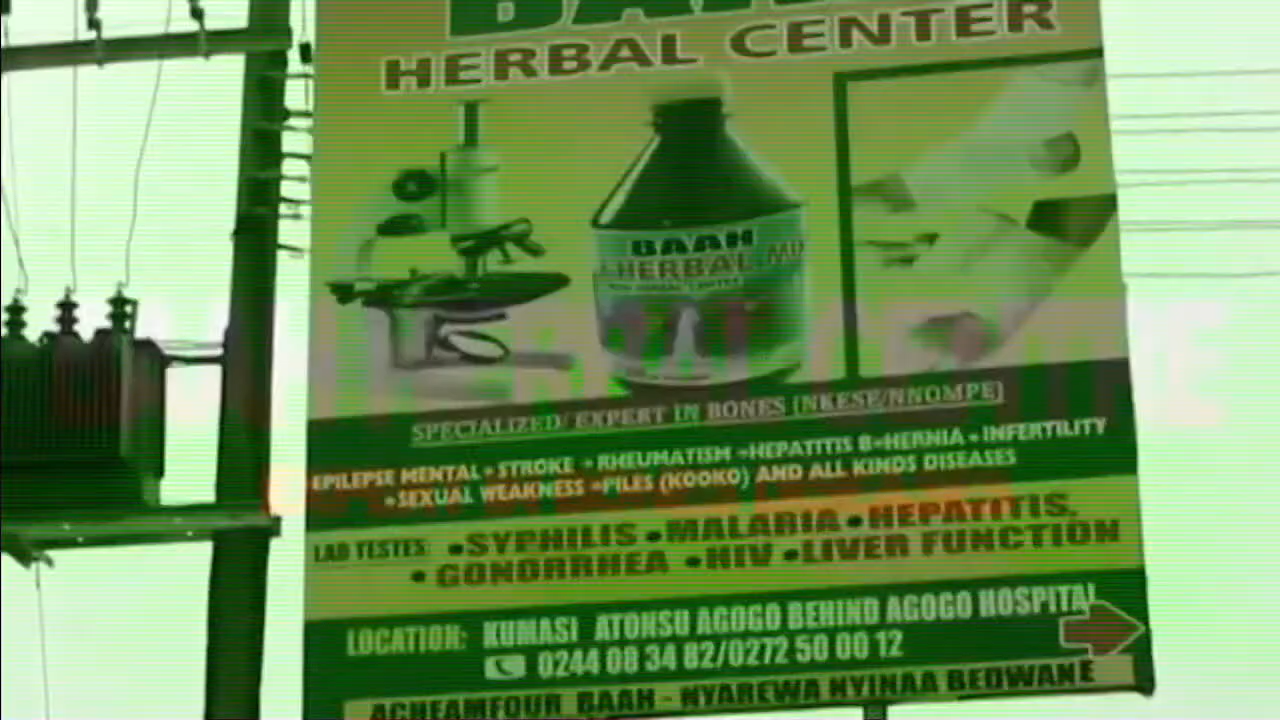 BAAH
HERBAL CENTER
BAAH
HERBAL MIX
SPECIALIZED/ EXPERT IN BONES [NKESE/NNOMPE]
EPILEPSE MENTAL • STROKE • RHEUMATISM • HEPATITIS B • HERNIA • INFERTILITY
• SEXUAL WEAKNESS • PILES (KOOKO) AND ALL KINDS DISEASES
LAB TESTES: • SYPHILIS • MALARIA • HEPATITIS,
• GONORRHEA • HIV • LIVER FUNCTION
LOCATION: KUMASI ATONSU AGOGO BEHIND AGOGO HOSPITAL
0244 08 34 82/0272 50 00 12
ACHEAMFOUR BAAH - NYAREWA NYINAA BEDWANE